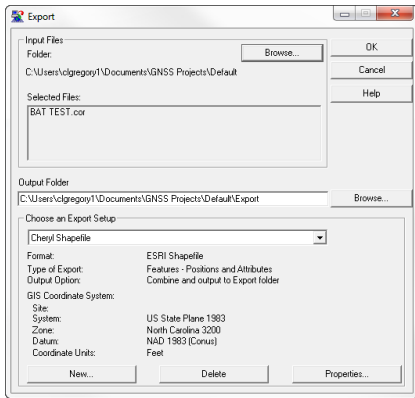 Export
Input Files
Folder:
Browse...
OK
C:\Users\clgregory1\Documents\GNSS Projects\Default
Cancel
Selected Files:
Help
BAT TEST.cor
Output Folder
C:\Users\clgregory1\Documents\GNSS Projects\Default\Export
Browse...
Choose an Export Setup
Cheryl Shapefile
Format: ESRI Shapefile
Type of Export: Features - Positions and Attributes
Output Option: Combine and output to Export folder
GIS Coordinate System:
Site:
System: US State Plane 1983
Zone: North Carolina 3200
Datum: NAD 1983 (Conus)
Coordinate Units: Feet
New...
Delete
Properties...